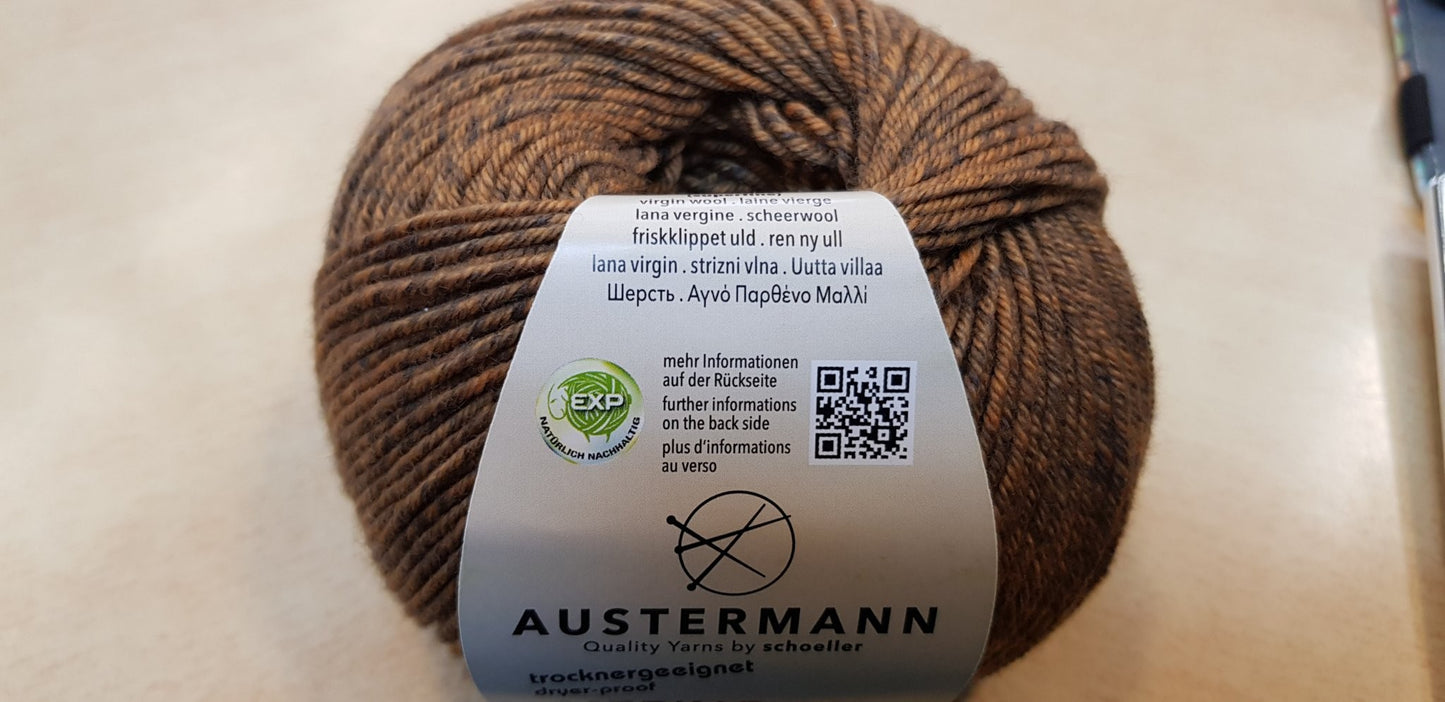 (superfine)
virgin wool . laine vierge
lana vergine . scheerwool
friskklippet uld . ren ny ull
lana virgin . strizni vlna . Uutta villaa
Шерсть . Αγνό Παρθένο Μαλλί
EXP
NATÜRLICH NACHHALTIG
mehr Informationen
auf der Rückseite
further informations
on the back side
plus d'informations
au verso
AUSTERMANN
Quality Yarns by schoeller
trocknergeeignet
dryer-proof